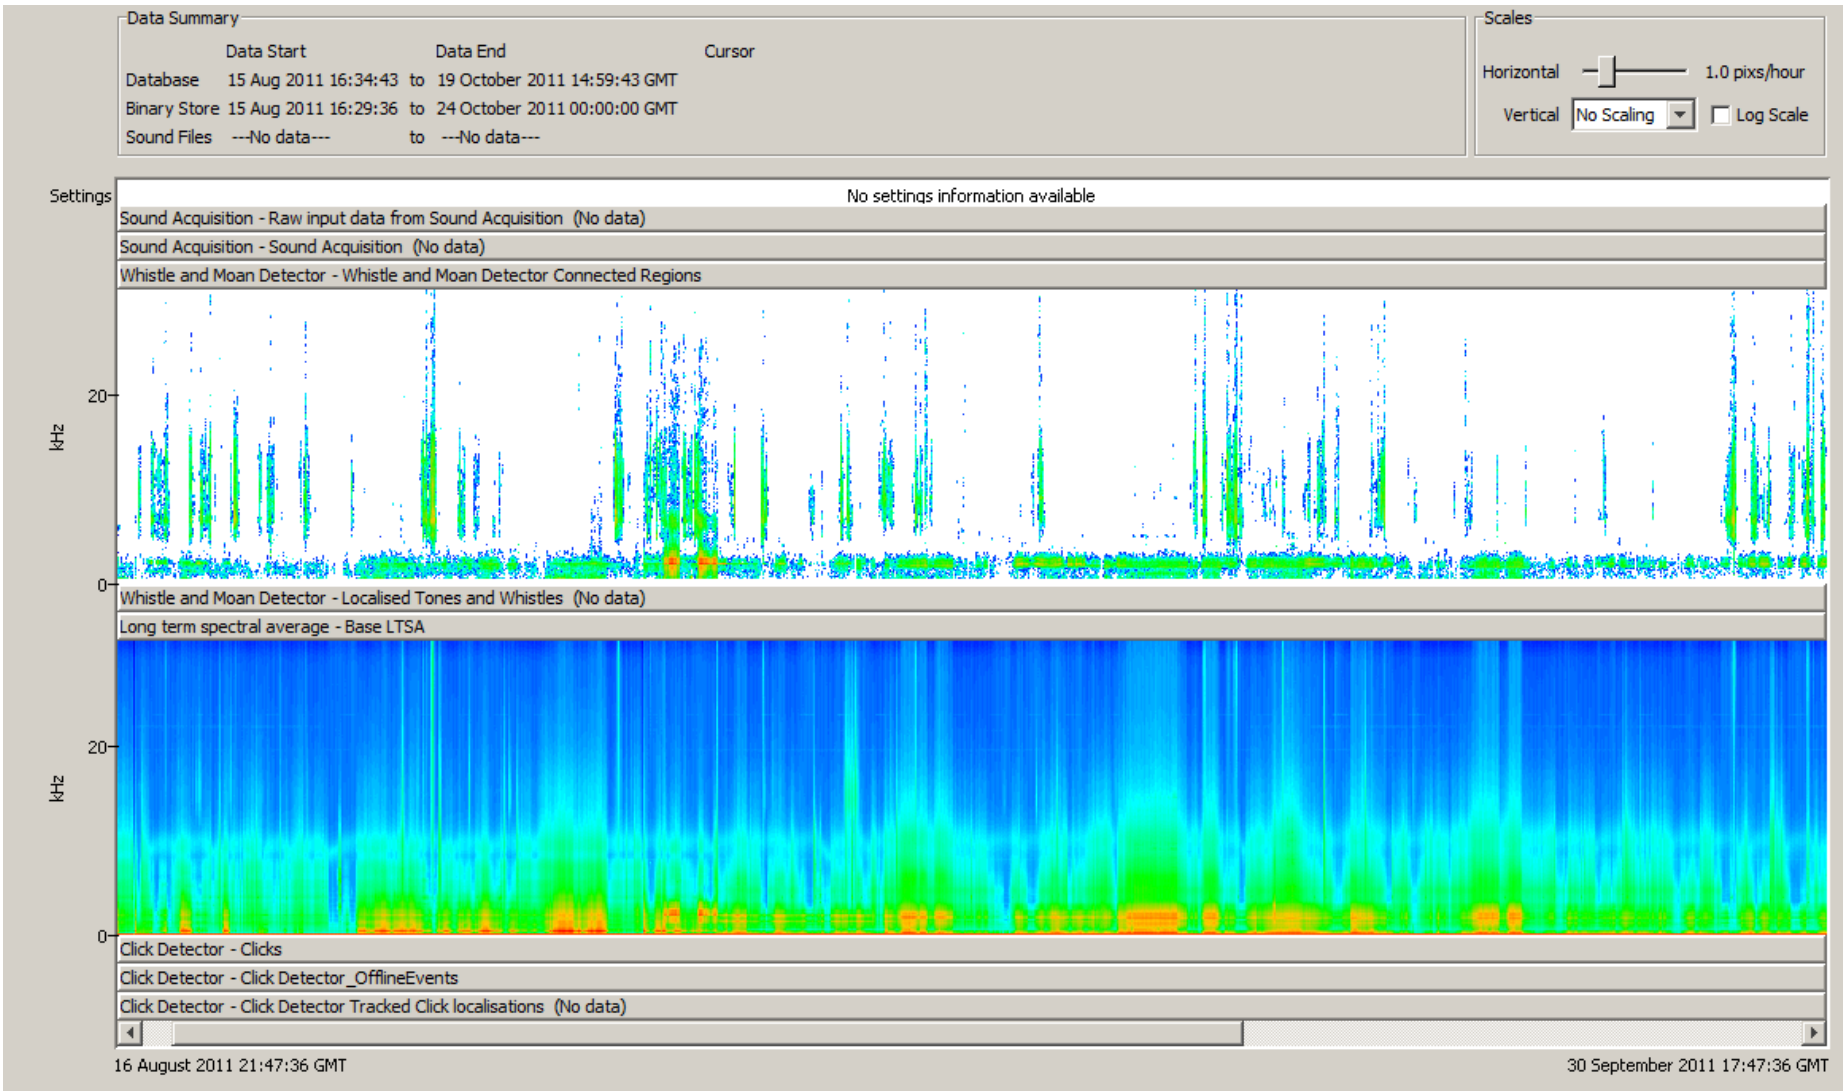 Data Summary
Data Start Data End Cursor
Database 15 Aug 2011 16:34:43 to 19 October 2011 14:59:43 GMT
Binary Store 15 Aug 2011 16:29:36 to 24 October 2011 00:00:00 GMT
Sound Files ---No data--- to ---No data---
Scales
Horizontal 1.0 pixs/hour
Vertical No Scaling Log Scale
Settings No settings information available
Sound Acquisition - Raw input data from Sound Acquisition (No data)
Sound Acquisition - Sound Acquisition (No data)
Whistle and Moan Detector - Whistle and Moan Detector Connected Regions
20
kHz
0
Whistle and Moan Detector - Localised Tones and Whistles (No data)
Long term spectral average - Base LTSA
20
kHz
0
Click Detector - Clicks
Click Detector - Click Detector_OfflineEvents
Click Detector - Click Detector Tracked Click localisations (No data)
16 August 2011 21:47:36 GMT 30 September 2011 17:47:36 GMT